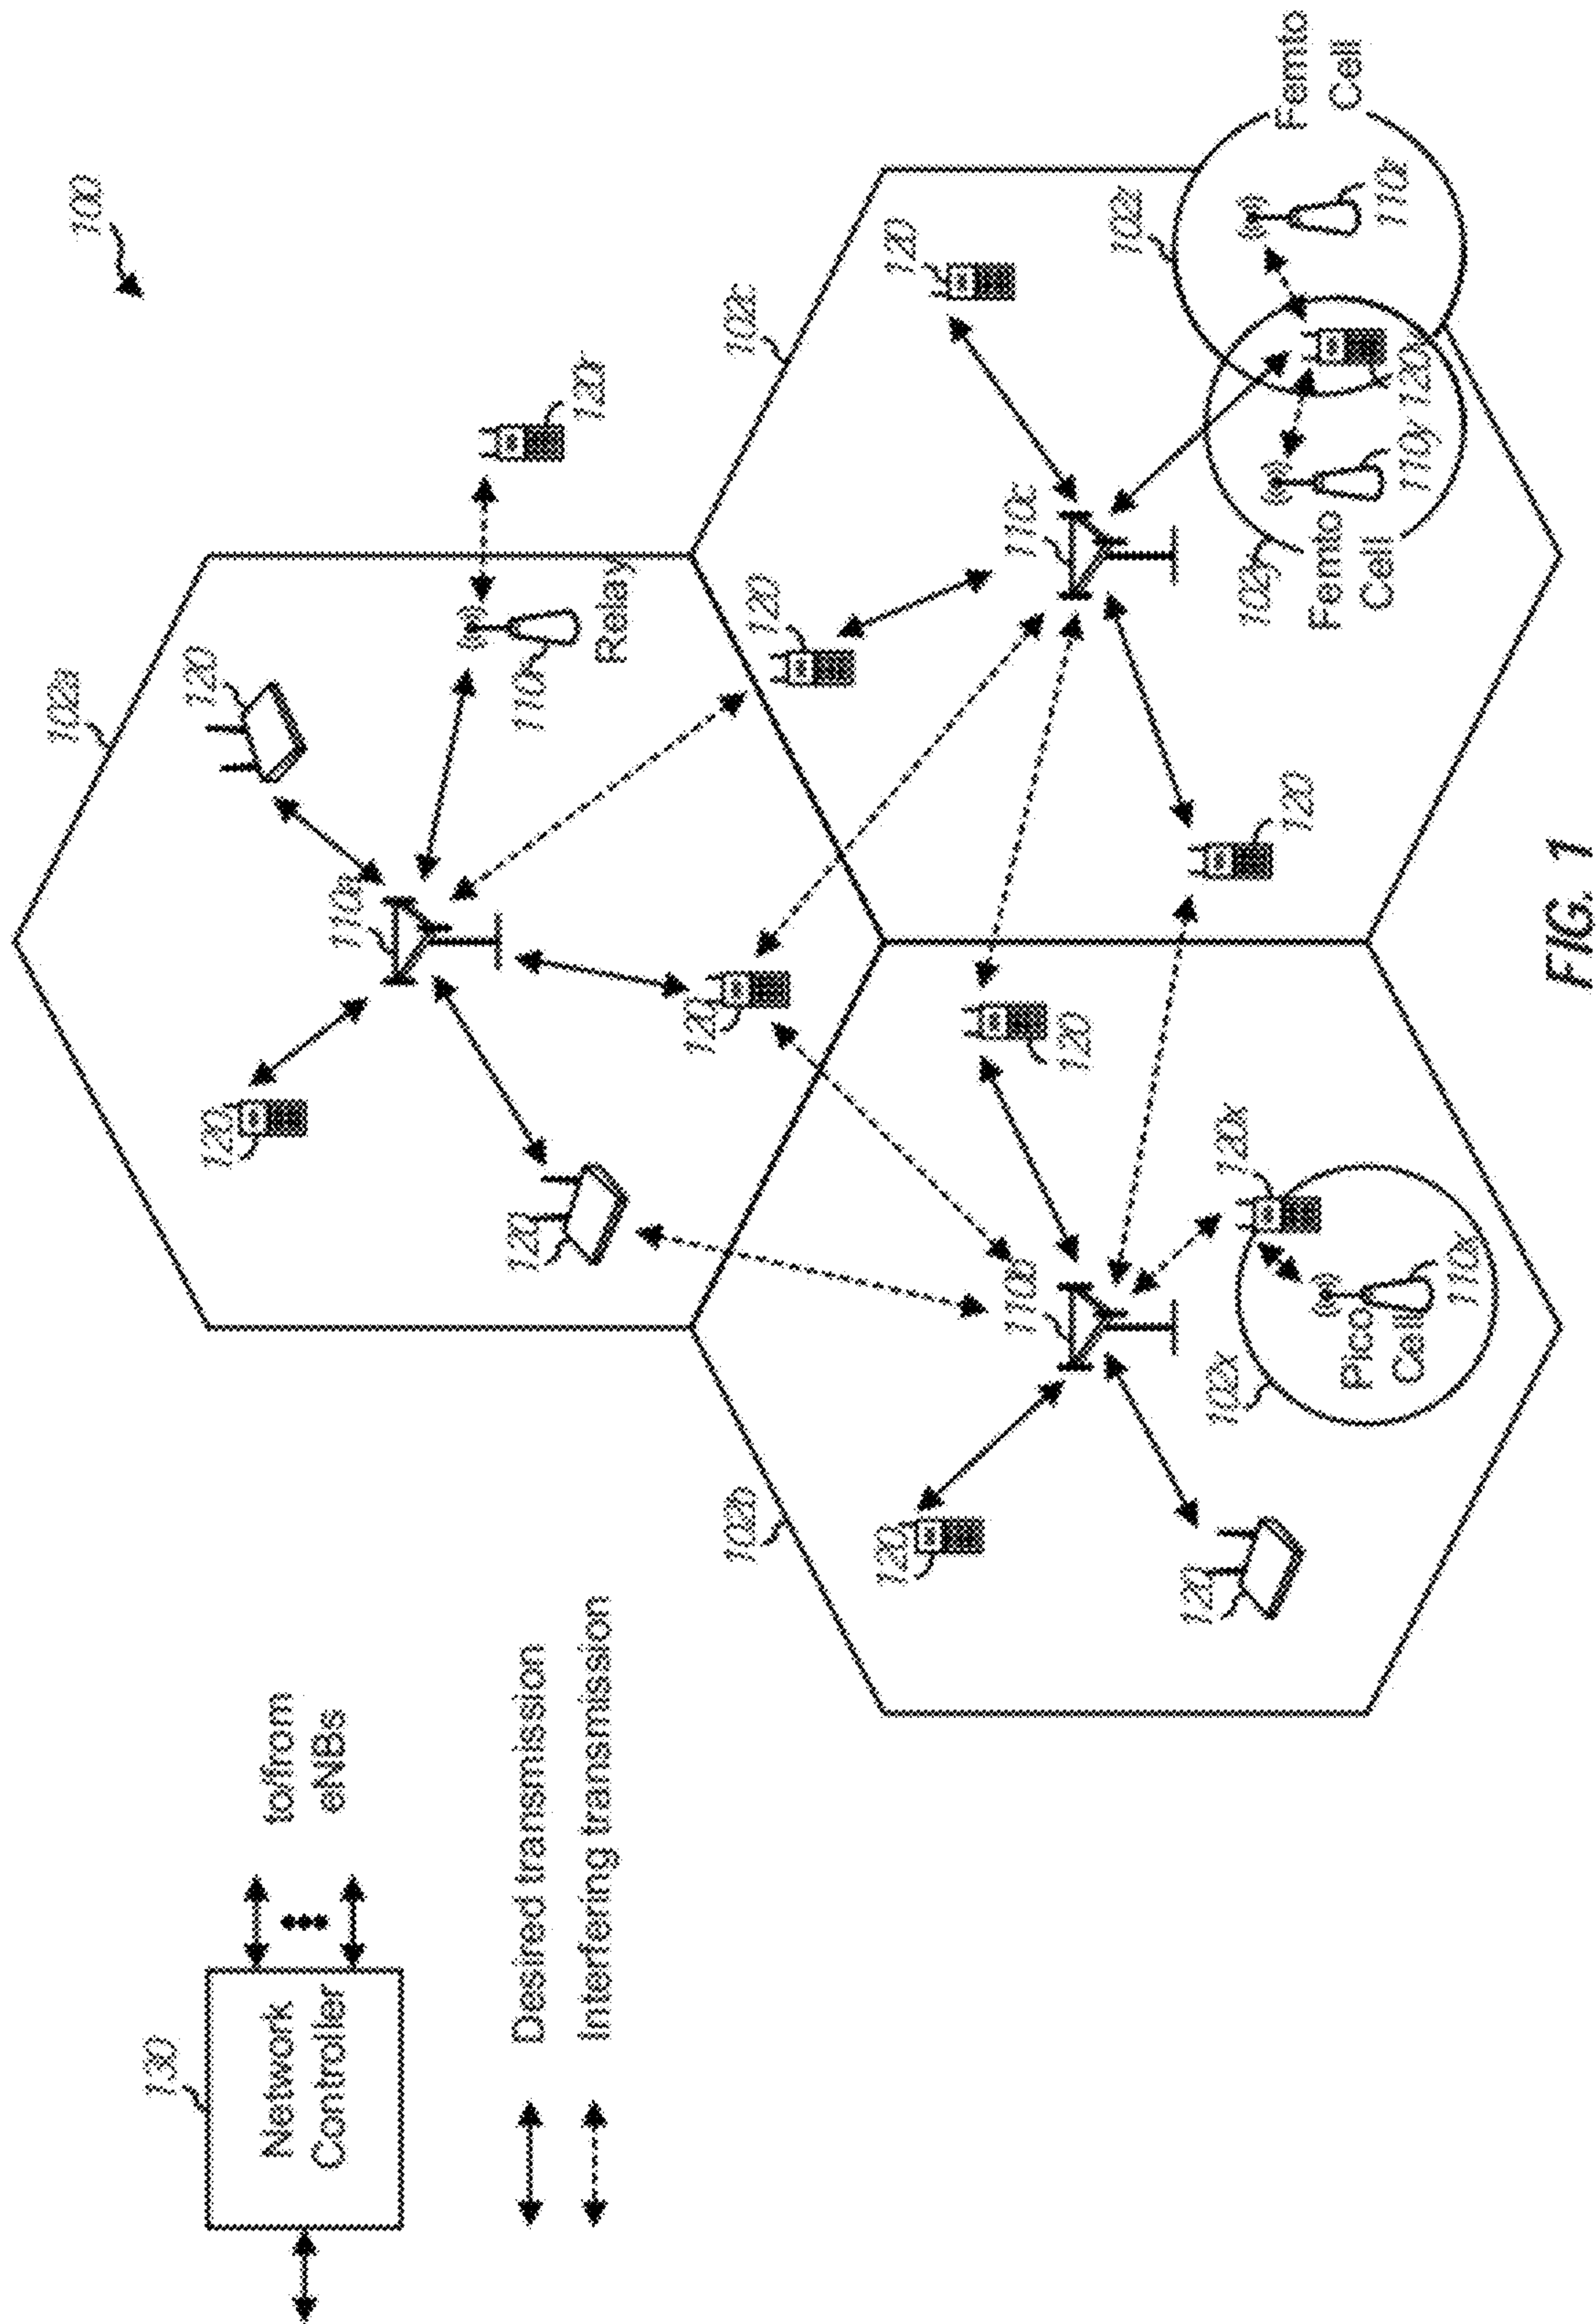 100
130
Network
Controller
to/from
eNBs
Desired transmission
Interfering transmission
102a
120
120
110a
120
120
110r
Relay
120r
102b
120
120
110b
120
120x
102x
Pico
Cell
110x
102c
120
120
110c
120
102y
Femto
Cell
110y
120y
102z
110z
Femto
Cell
FIG. 1